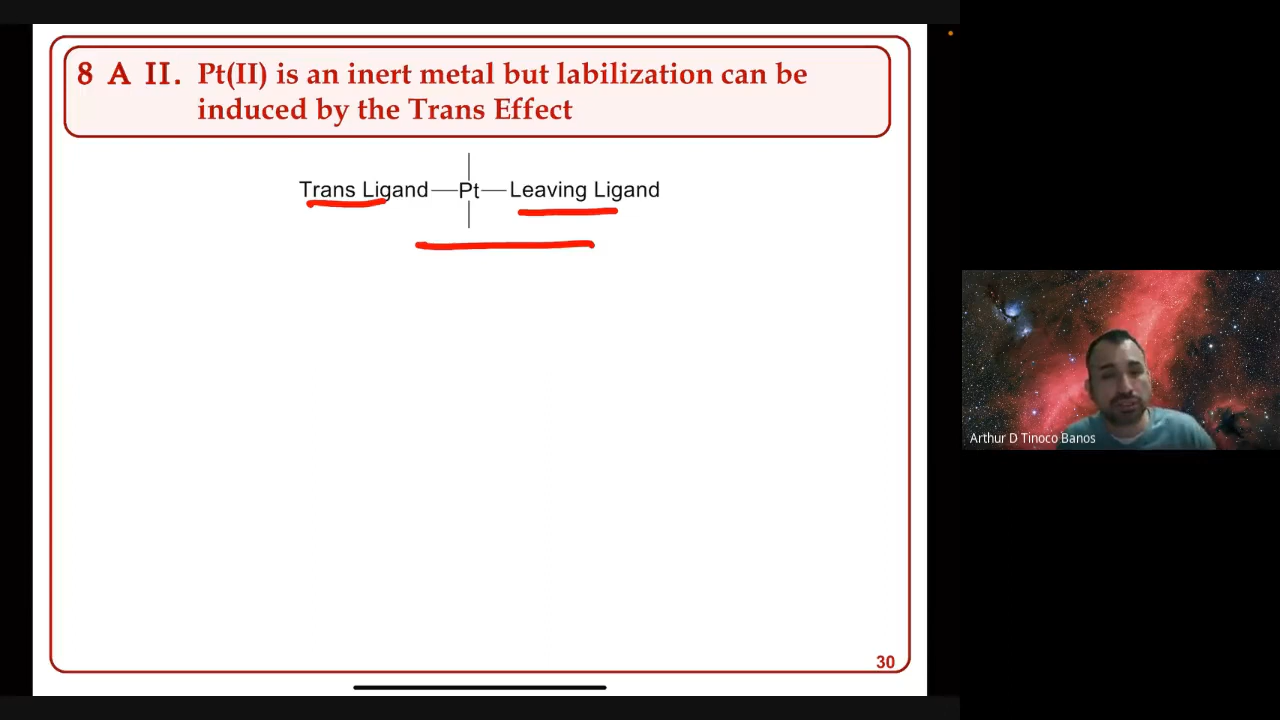 8 A II. Pt(II) is an inert metal but labilization can be
induced by the Trans Effect
Trans Ligand—Pt—Leaving Ligand
Arthur D Tinoco Banos
30